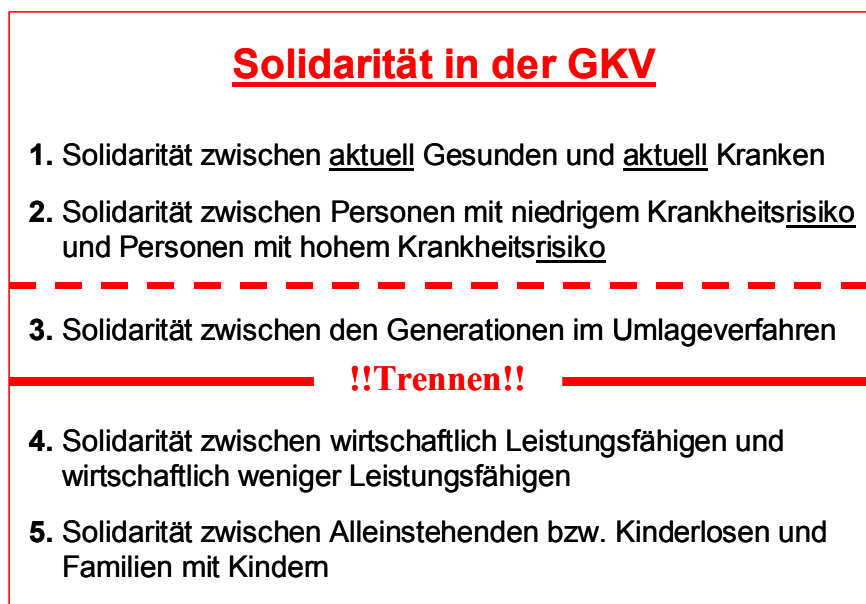 Solidarität in der GKV
1. Solidarität zwischen aktuell Gesunden und aktuell Kranken
2. Solidarität zwischen Personen mit niedrigem Krankheitsrisiko
und Personen mit hohem Krankheitsrisiko
3. Solidarität zwischen den Generationen im Umlageverfahren
!!Trennen!!
4. Solidarität zwischen wirtschaftlich Leistungsfähigen und
wirtschaftlich weniger Leistungsfähigen
5. Solidarität zwischen Alleinstehenden bzw. Kinderlosen und
Familien mit Kindern